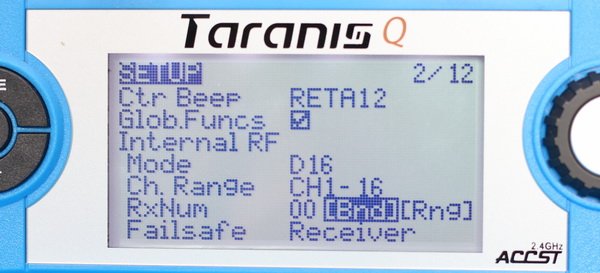 Taranis Q
SETUP 2/12
Ctr Beep RETA12
Glob.Funcs
Internal RF
Mode D16
Ch. Range CH1-16
RxNum 00 [Bnd][Rng]
Failsafe Receiver
2.4GHz
ACCST